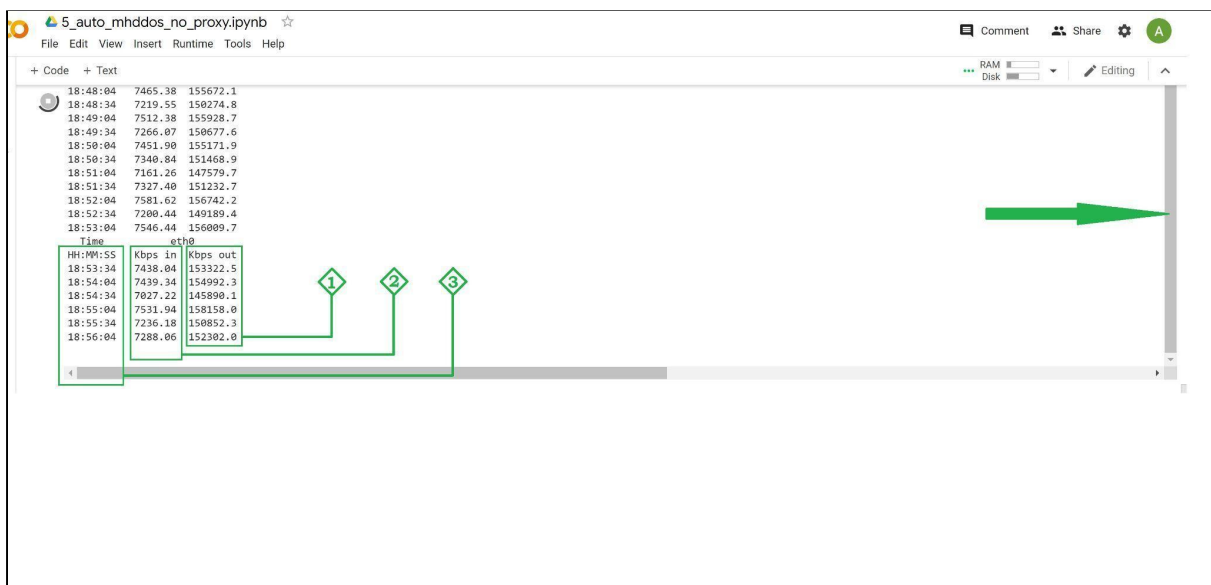 5_auto_mhddos_no_proxy.ipynb
Comment Share A
File Edit View Insert Runtime Tools Help
+ Code + Text
RAM
Disk
Editing
18:48:04 7465.38 155672.1
18:48:34 7219.55 150274.8
18:49:04 7512.38 155928.7
18:49:34 7266.07 150677.6
18:50:04 7451.90 155171.9
18:50:34 7340.84 151468.9
18:51:04 7161.26 147579.7
18:51:34 7327.40 151232.7
18:52:04 7581.62 156742.2
18:52:34 7200.44 149189.4
18:53:04 7546.44 156009.7
Time eth0
HH:MM:SS Kbps in Kbps out
18:53:34 7438.04 153322.5
18:54:04 7439.34 154992.3
18:54:34 7027.22 145890.1
18:55:04 7531.94 158158.0
18:55:34 7236.18 150852.3
18:56:04 7288.06 152302.0
1 2 3